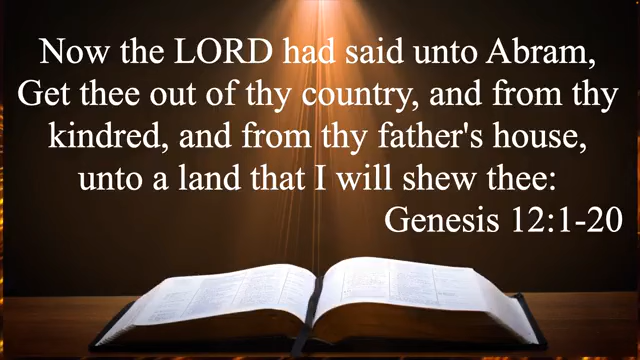 Now the LORD had said unto Abram,
Get thee out of thy country, and from thy
kindred, and from thy father's house,
unto a land that I will shew thee:
Genesis 12:1-20